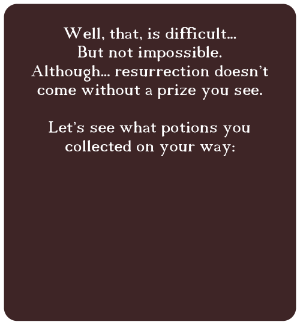 Well, that, is difficult...
But not impossible.
Although... resurrection doesn't
come without a prize you see.
Let's see what potions you
collected on your way: